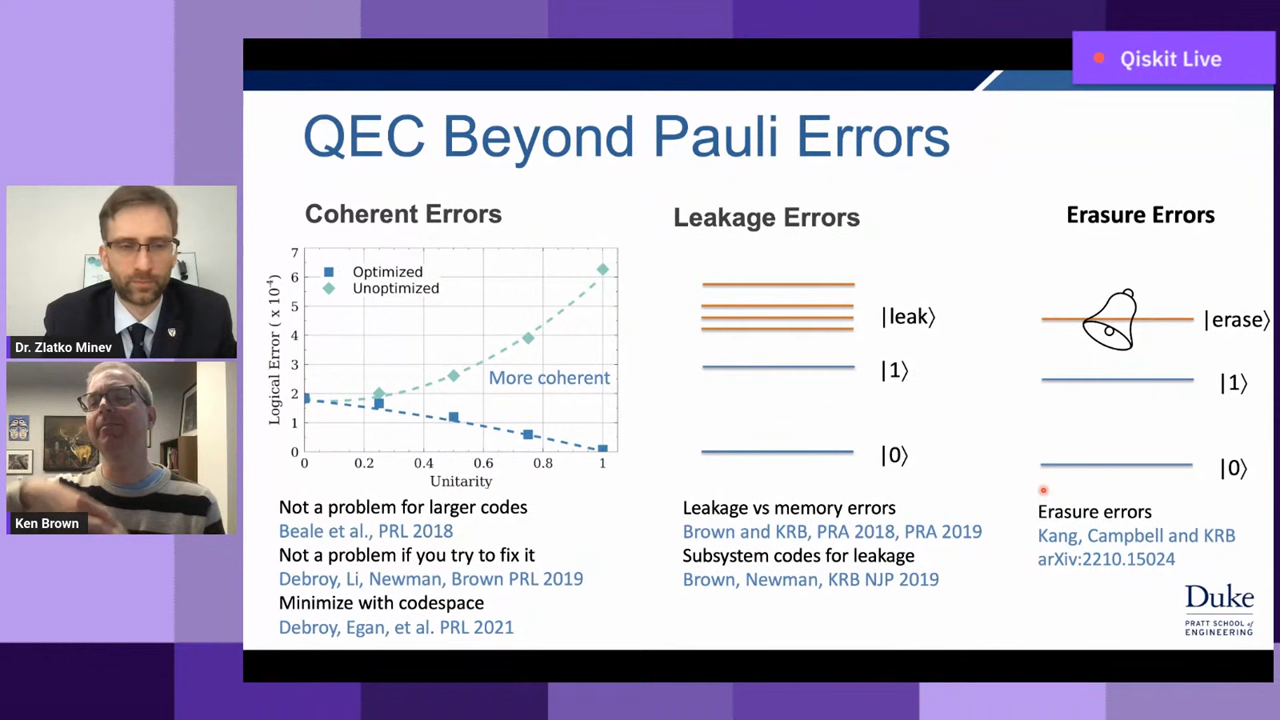 Qiskit Live
QEC Beyond Pauli Errors
Coherent Errors
7
6
5
4
3
2
1
0
Logical Error ( x 10⁻⁴)
Optimized
Unoptimized
More coherent
0
0.2
0.4
0.6
0.8
1
Unitarity
Not a problem for larger codes
Beale et al., PRL 2018
Not a problem if you try to fix it
Debroy, Li, Newman, Brown PRL 2019
Minimize with codespace
Debroy, Egan, et al. PRL 2021
Leakage Errors
|leak⟩
|1⟩
|0⟩
Leakage vs memory errors
Brown and KRB, PRA 2018, PRA 2019
Subsystem codes for leakage
Brown, Newman, KRB NJP 2019
Erasure Errors
|erase⟩
|1⟩
|0⟩
Erasure errors
Kang, Campbell and KRB
arXiv:2210.15024
Duke
PRATT SCHOOL of
ENGINEERING
Dr. Zlatko Minev
Ken Brown